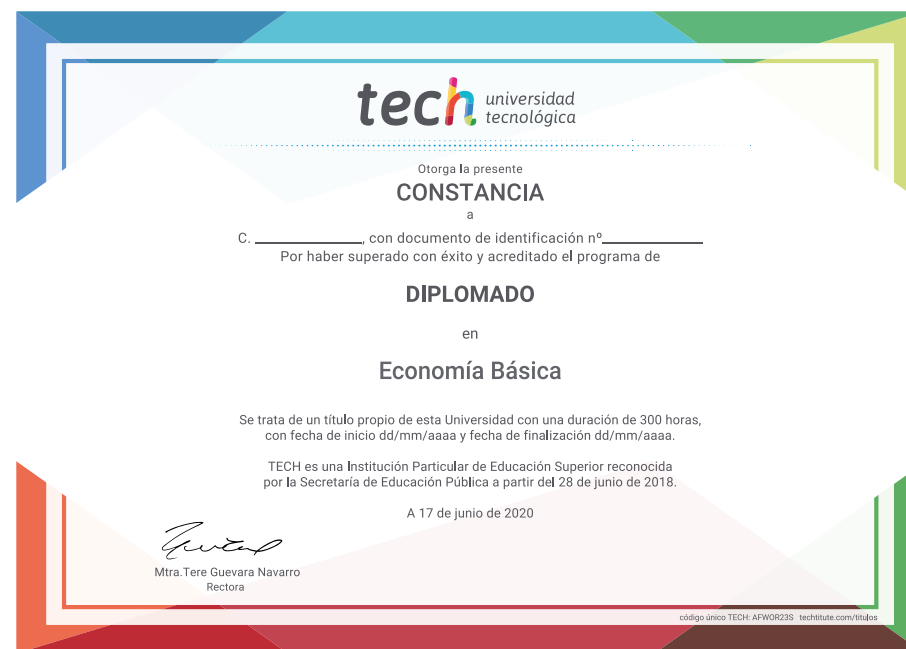 tech universidad
tecnológica
Otorga la presente
CONSTANCIA
a
C. ____________, con documento de identificación nº____________
Por haber superado con éxito y acreditado el programa de
DIPLOMADO
en
Economía Básica
Se trata de un título propio de esta Universidad con una duración de 300 horas,
con fecha de inicio dd/mm/aaaa y fecha de finalización dd/mm/aaaa.
TECH es una Institución Particular de Educación Superior reconocida
por la Secretaría de Educación Pública a partir del 28 de junio de 2018.
A 17 de junio de 2020
Mtra.Tere Guevara Navarro
Rectora
código único TECH: AFWOR23S techtitute.com/titulos